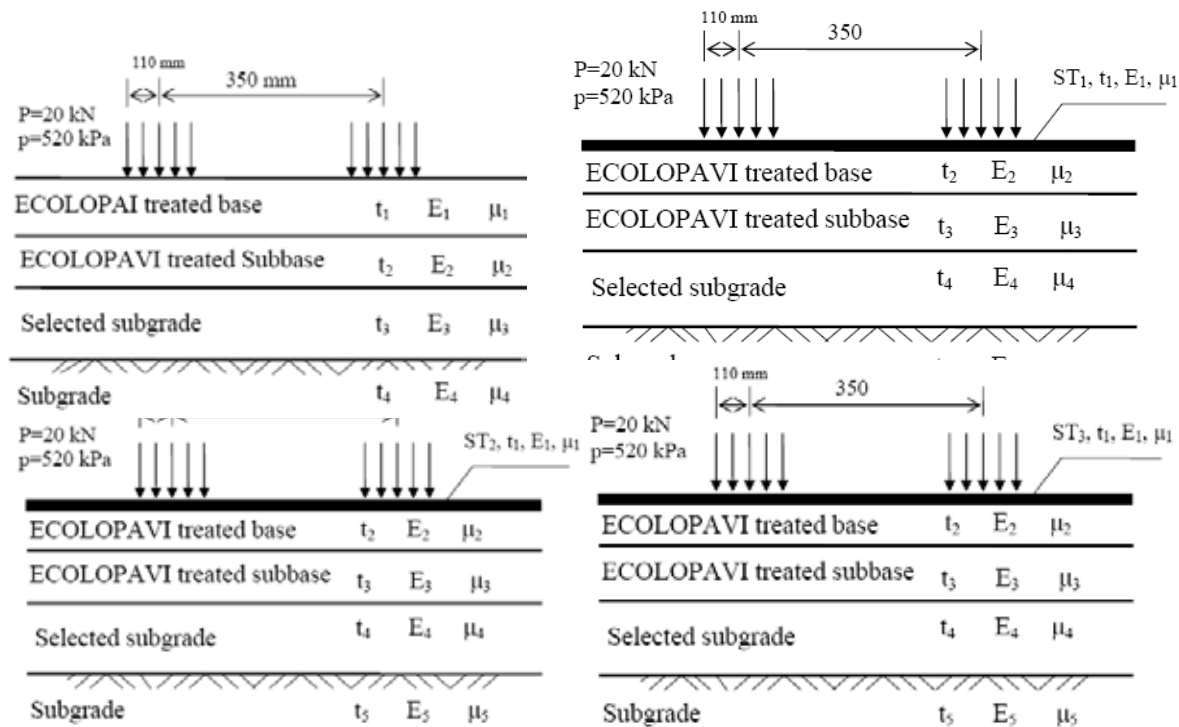 110 mm
350 mm
P=20 kN
p=520 kPa
ECOLOPAI treated base t₁ E₁ μ₁
ECOLOPAVI treated Subbase t₂ E₂ μ₂
Selected subgrade t₃ E₃ μ₃
Subgrade t₄ E₄ μ₄
110 mm
350
P=20 kN
p=520 kPa
ST₁, t₁, E₁, μ₁
ECOLOPAVI treated base t₂ E₂ μ₂
ECOLOPAVI treated subbase t₃ E₃ μ₃
Selected subgrade t₄ E₄ μ₄
P=20 kN
p=520 kPa
ST₂, t₁, E₁, μ₁
ECOLOPAVI treated base t₂ E₂ μ₂
ECOLOPAVI treated subbase t₃ E₃ μ₃
Selected subgrade t₄ E₄ μ₄
Subgrade t₅ E₅ μ₅
110 mm
350
P=20 kN
p=520 kPa
ST₃, t₁, E₁, μ₁
ECOLOPAVI treated base t₂ E₂ μ₂
ECOLOPAVI treated subbase t₃ E₃ μ₃
Selected subgrade t₄ E₄ μ₄
Subgrade t₅ E₅ μ₅